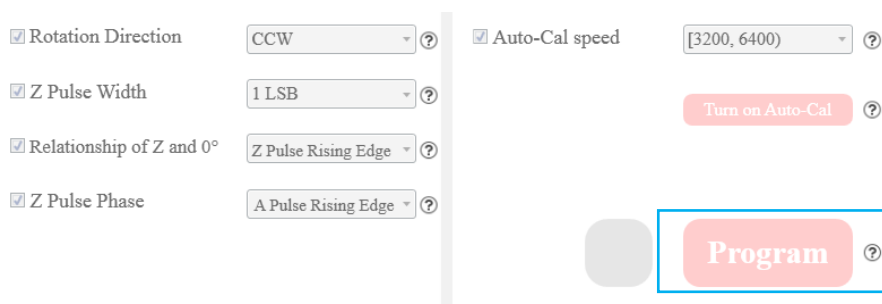 Rotation Direction
CCW
?
Z Pulse Width
1 LSB
?
Relationship of Z and 0°
Z Pulse Rising Edge
?
Z Pulse Phase
A Pulse Rising Edge
?
Auto-Cal speed
[3200, 6400)
?
Turn on Auto-Cal
?
Program
?